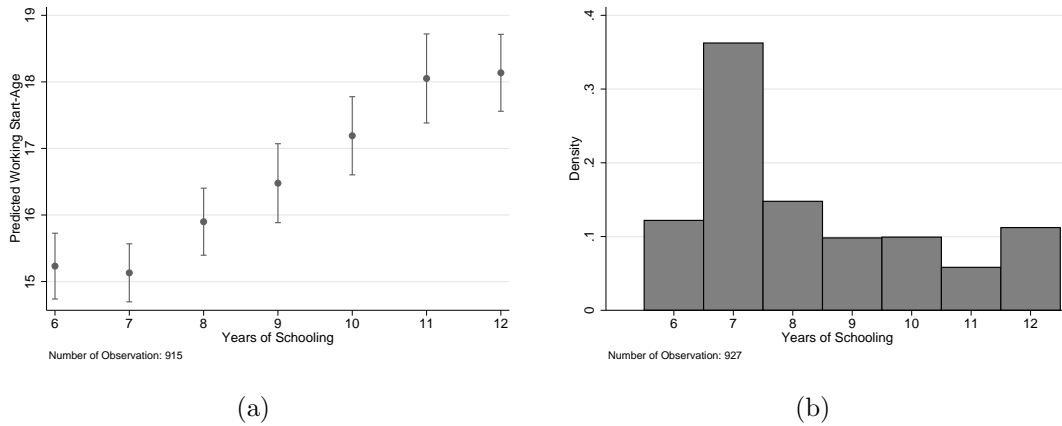 Predicted Working Start-Age
19
18
17
16
15
6 7 8 9 10 11 12
Years of Schooling
Number of Observation: 915
(a)
Density
.4
.3
.2
.1
0
6 7 8 9 10 11 12
Years of Schooling
Number of Observation: 927
(b)